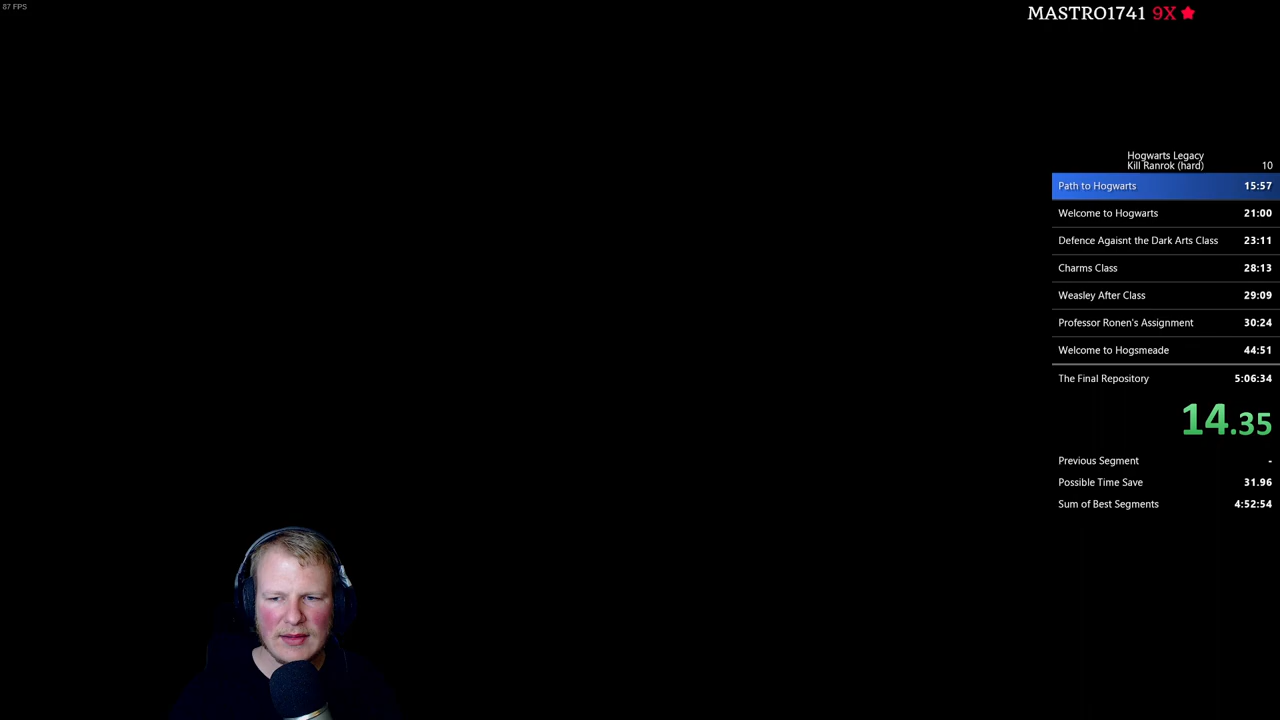 87 FPS
MASTRO1741 9X
Hogwarts Legacy
Kill Ranrok (hard) 10
Path to Hogwarts 15:57
Welcome to Hogwarts 21:00
Defence Agaisnt the Dark Arts Class 23:11
Charms Class 28:13
Weasley After Class 29:09
Professor Ronen's Assignment 30:24
Welcome to Hogsmeade 44:51
The Final Repository 5:06:34
14.35
Previous Segment -
Possible Time Save 31.96
Sum of Best Segments 4:52:54